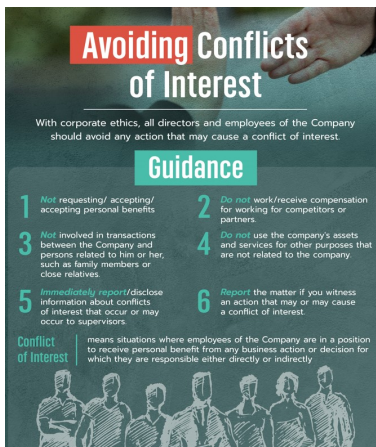 Avoiding Conflicts
of Interest
With corporate ethics, all directors and employees of the Company
should avoid any action that may cause a conflict of interest.
Guidance
1 Not requesting/ accepting/
accepting personal benefits
2 Do not work/receive compensation
for working for competitors or
partners.
3 Not involved in transactions
between the Company and
persons related to him or her,
such as family members or
close relatives.
4 Do not use the company's assets
and services for other purposes that
are not related to the company.
5 Immediately report/disclose
information about conflicts
of interest that occur or may
occur to supervisors.
6 Report the matter if you witness
an action that may or may cause
a conflict of interest.
Conflict
of Interest
means situations where employees of the Company are in a position
to receive personal benefit from any business action or decision for
which they are responsible either directly or indirectly